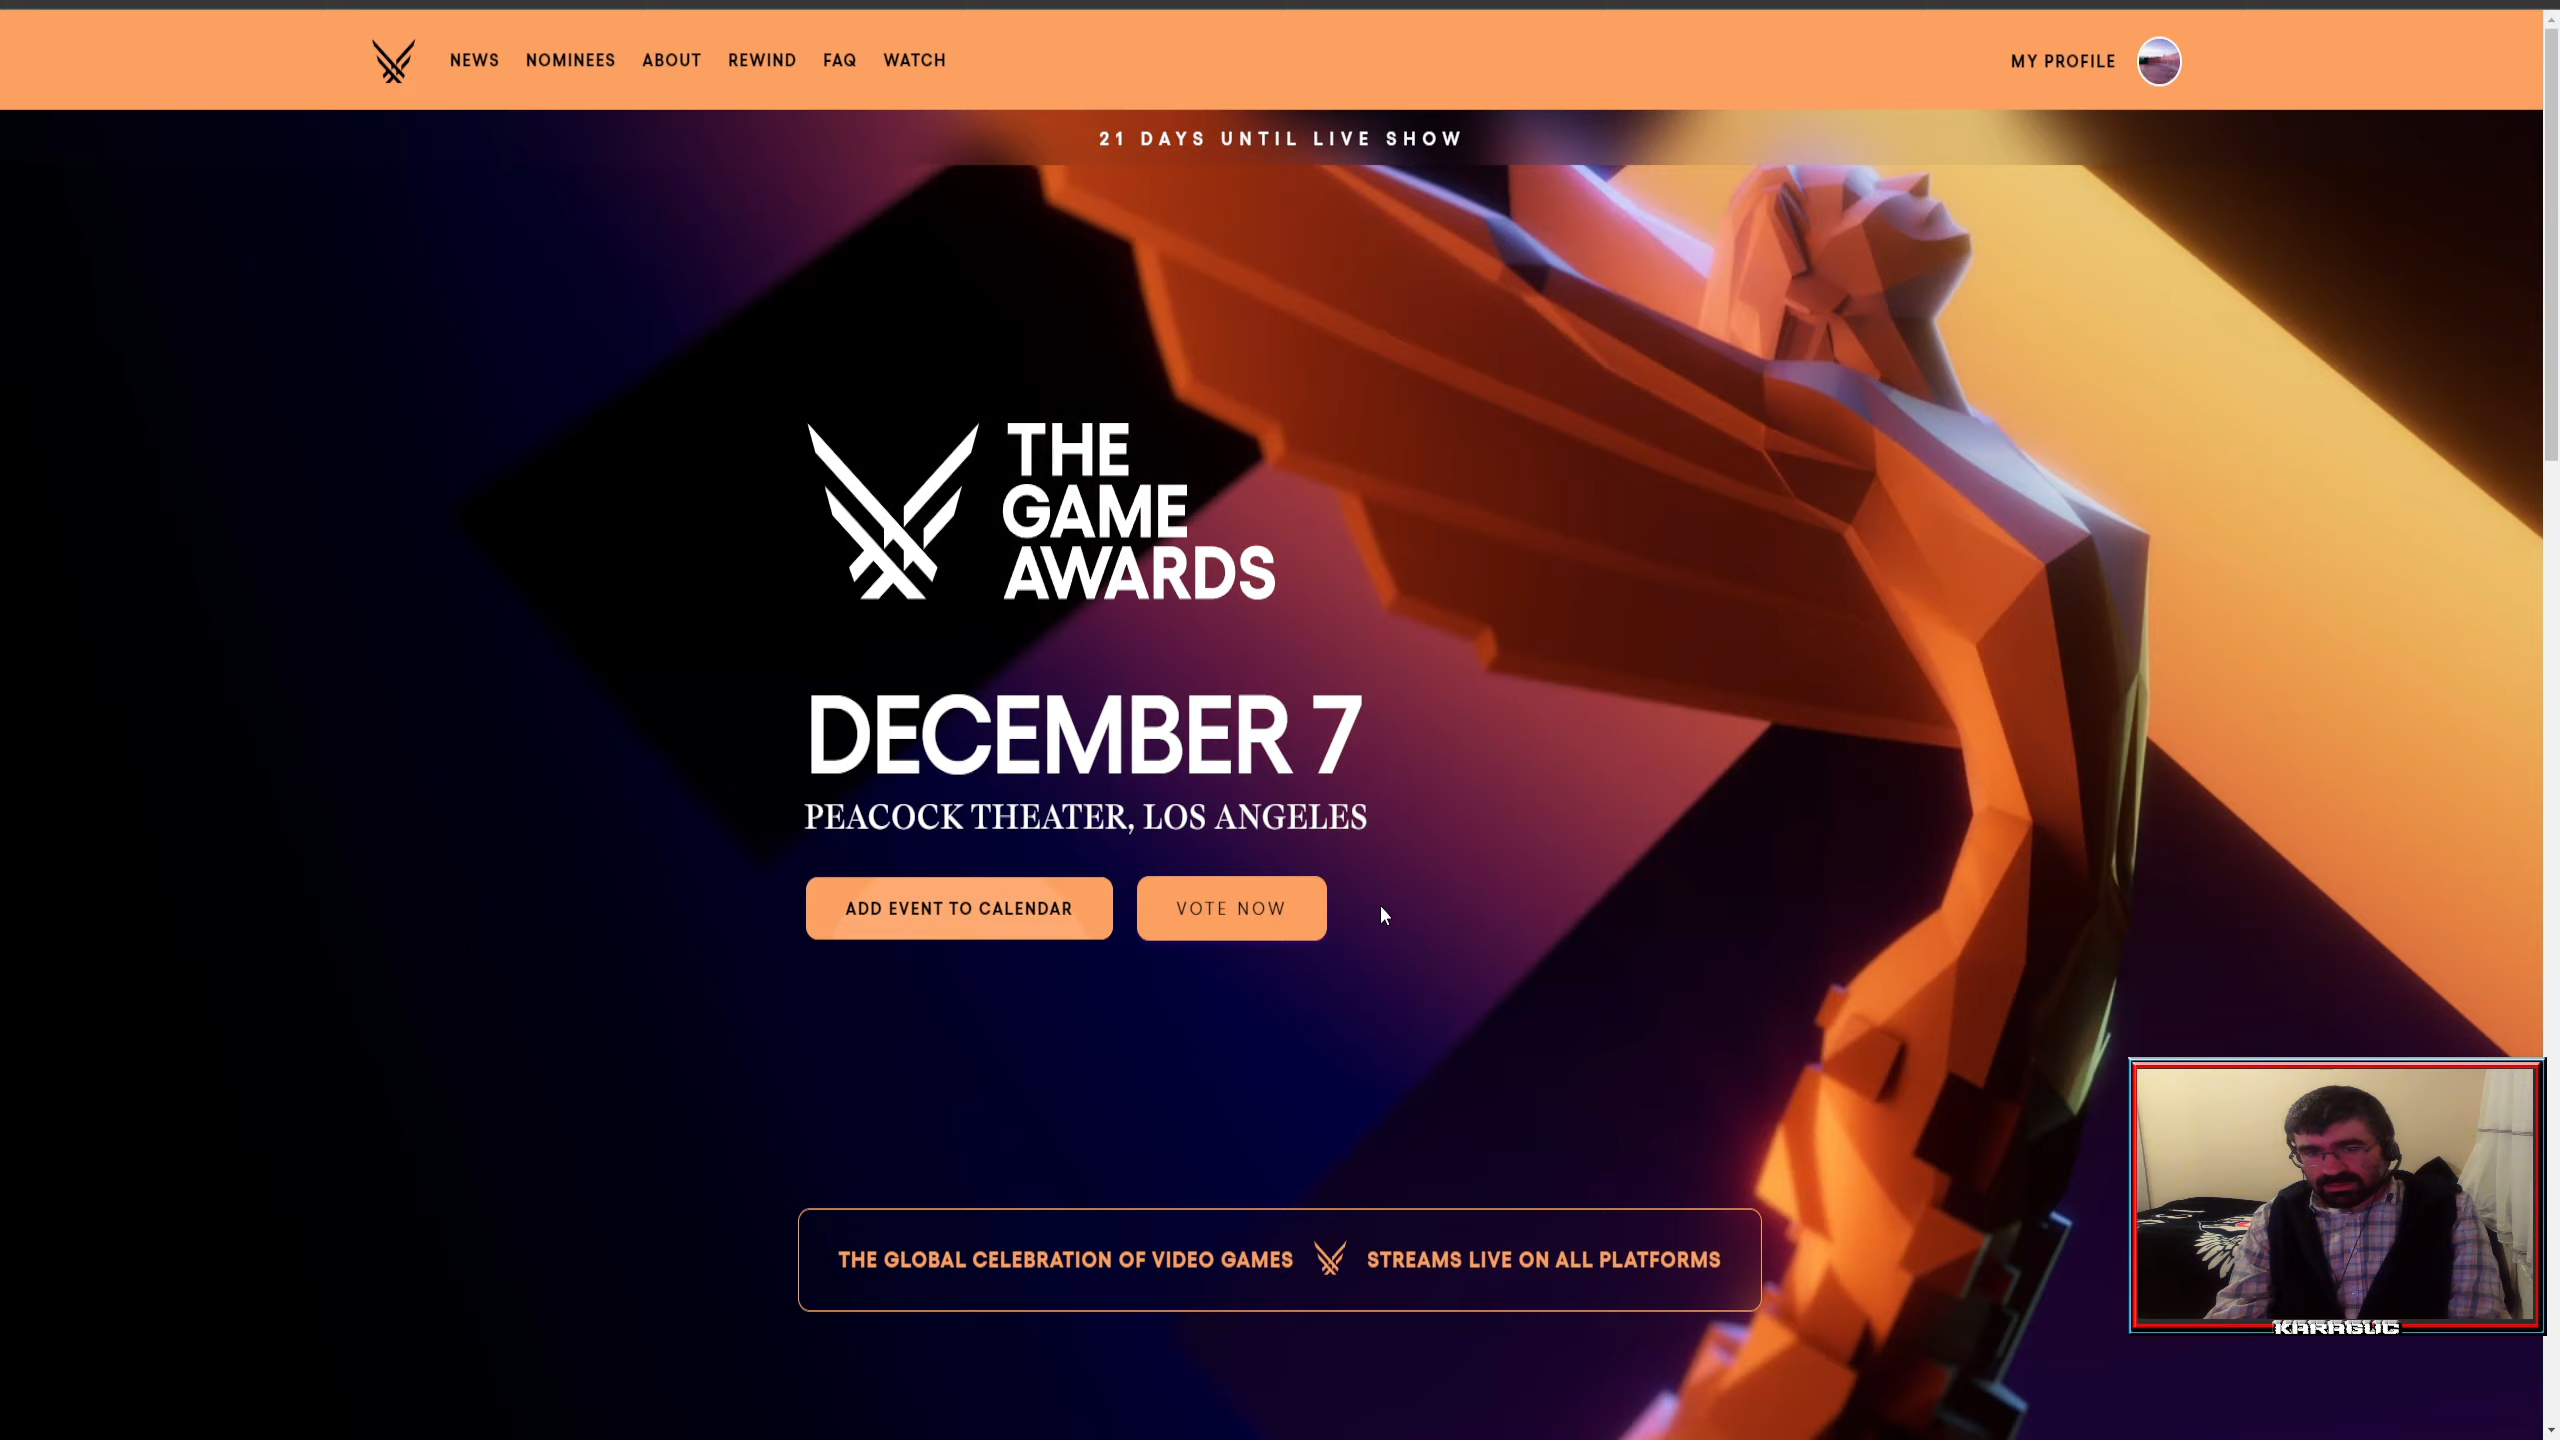 NEWS NOMINEES ABOUT REWIND FAQ WATCH MY PROFILE
21 DAYS UNTIL LIVE SHOW
THE
GAME
AWARDS
DECEMBER 7
PEACOCK THEATER, LOS ANGELES
ADD EVENT TO CALENDAR VOTE NOW
THE GLOBAL CELEBRATION OF VIDEO GAMES STREAMS LIVE ON ALL PLATFORMS
KARAGUC